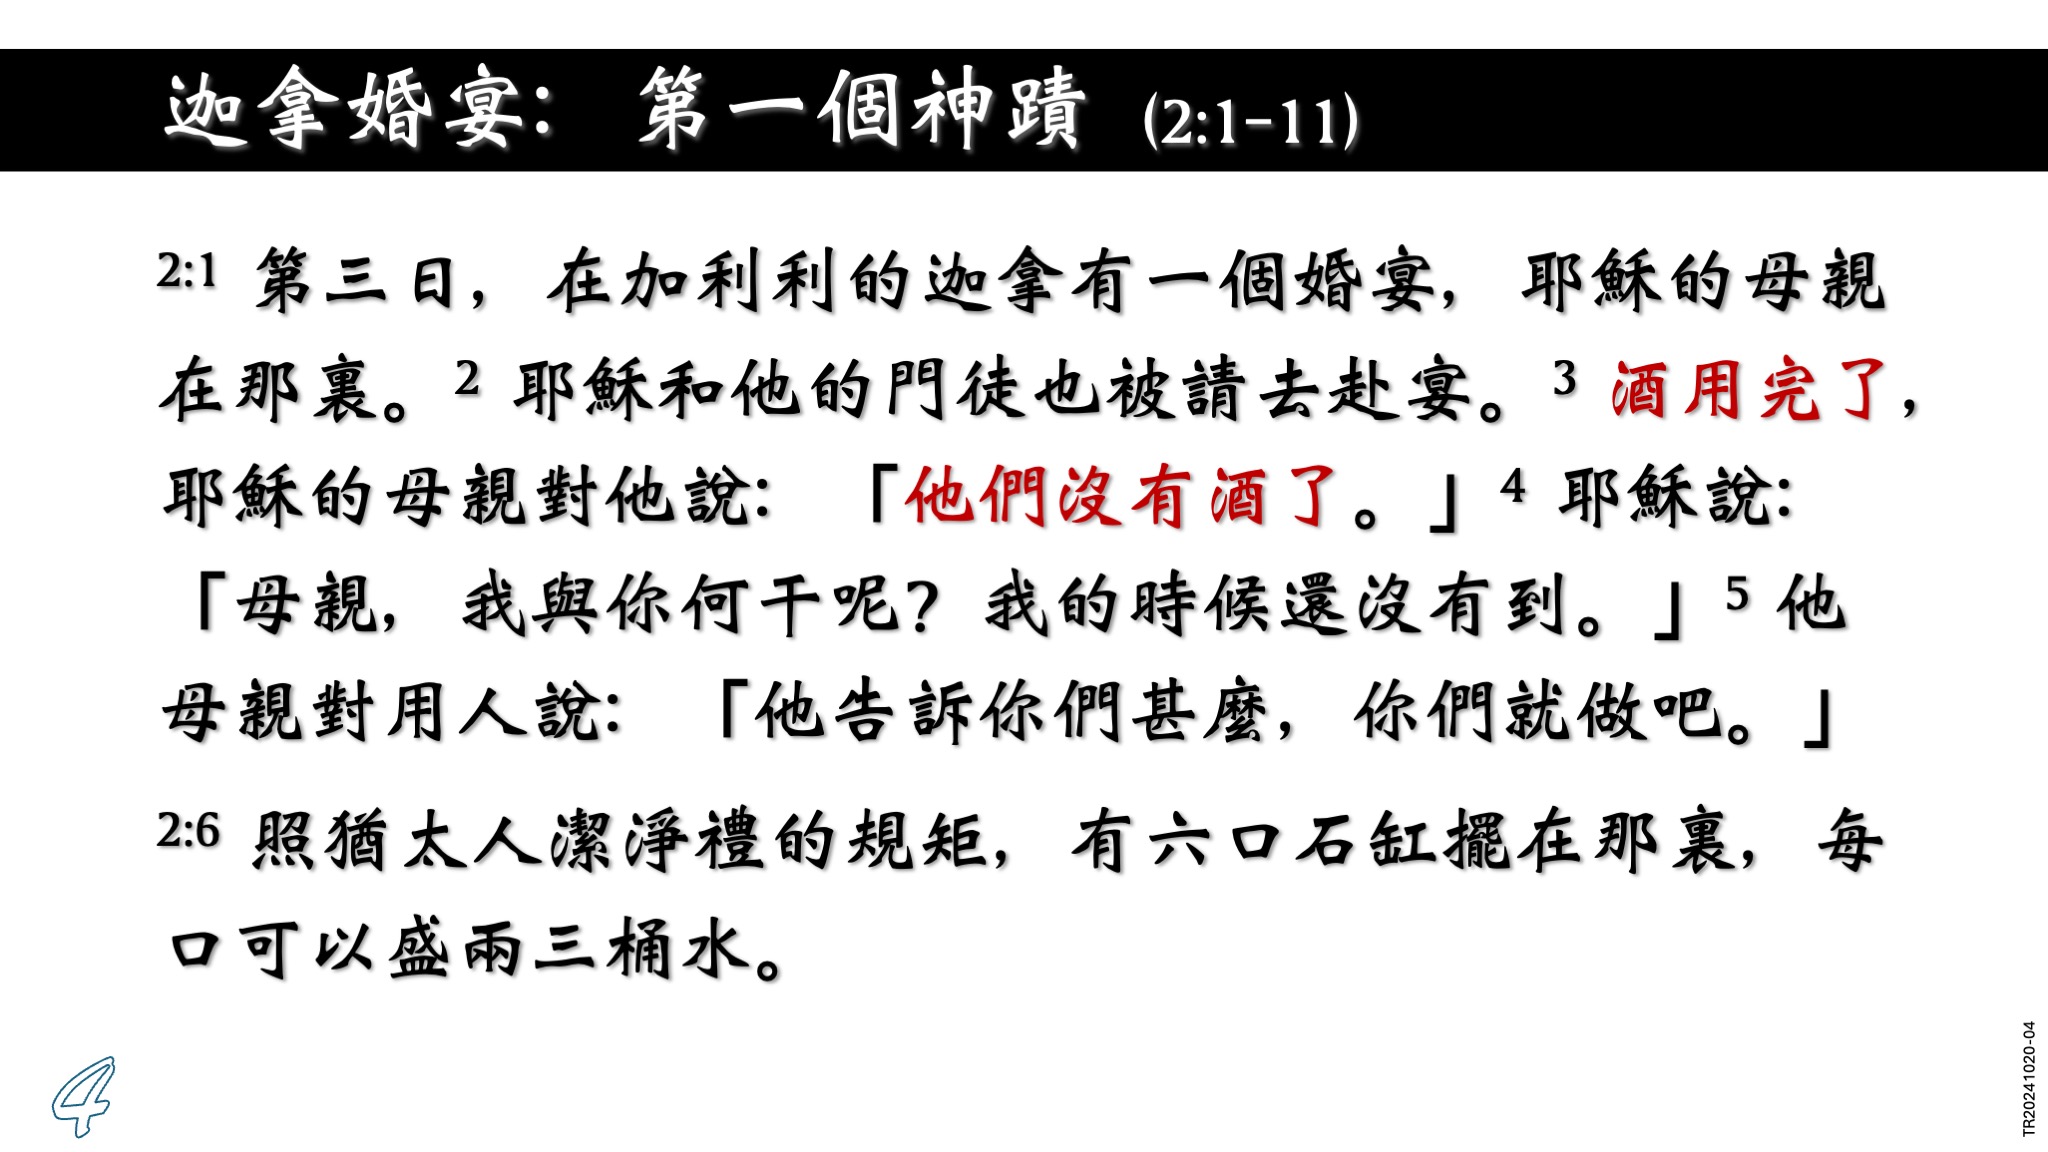 迦拿婚宴：第一個神蹟 (2:1-11)
2:1 第三日，在加利利的迦拿有一個婚宴，耶穌的母親
在那裏。2 耶穌和他的門徒也被請去赴宴。3 酒用完了，
耶穌的母親對他說：「他們沒有酒了。」4 耶穌說：
「母親，我與你何干呢？我的時候還沒有到。」5 他
母親對用人說：「他告訴你們甚麼，你們就做吧。」
2:6 照猶太人潔淨禮的規矩，有六口石缸擺在那裏，每
口可以盛兩三桶水。
4
TR20241020-04